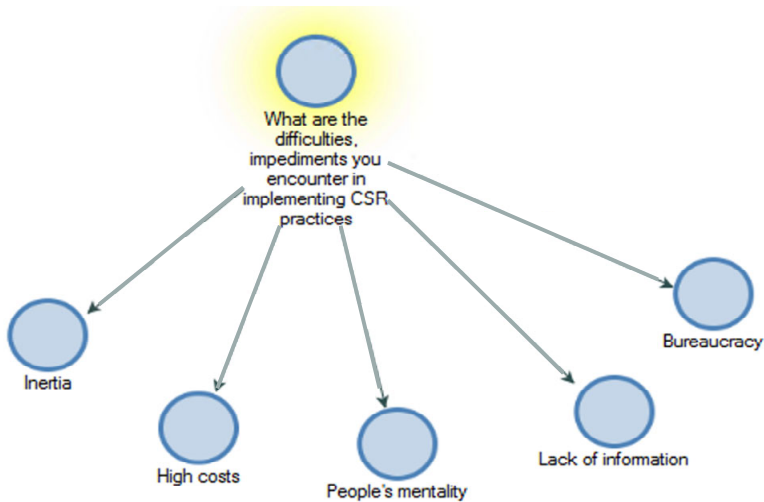 What are the
difficulties,
impediments you
encounter in
implementing CSR
practices
Bureaucracy
Inertia
Lack of information
High costs
People's mentality